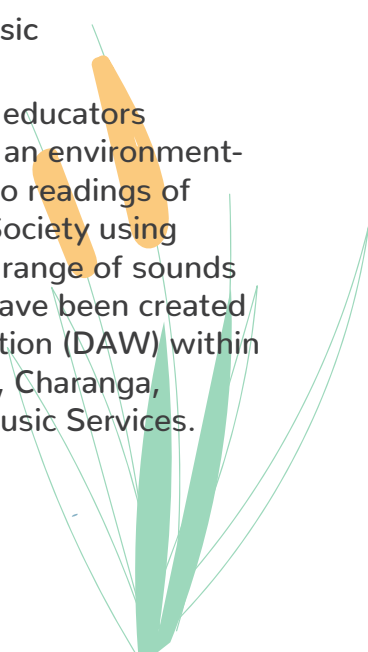 sic
educators
an environment-
o readings of
Society using
range of sounds
ave been created
tion (DAW) within
, Charanga,
usic Services.